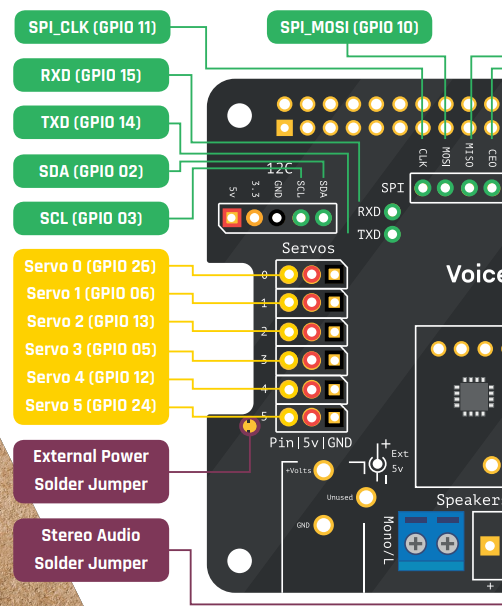 SPI_CLK (GPIO 11)
SPI_MOSI (GPIO 10)
RXD (GPIO 15)
TXD (GPIO 14)
SDA (GPIO 02)
SCL (GPIO 03)
Servo 0 (GPIO 26)
Servo 1 (GPIO 06)
Servo 2 (GPIO 13)
Servo 3 (GPIO 05)
Servo 4 (GPIO 12)
Servo 5 (GPIO 24)
External Power
Solder Jumper
Stereo Audio
Solder Jumper
CLK
MOSI
MISO
CEO
SPI
I2C
5v
3.3
GND
SCL
SDA
RXD
TXD
Servos
0
1
2
3
4
5
Pin|5v|GND
Voice
+
Ext
5v
+Volts
Unused
GND
Mono/L
Speaker
+